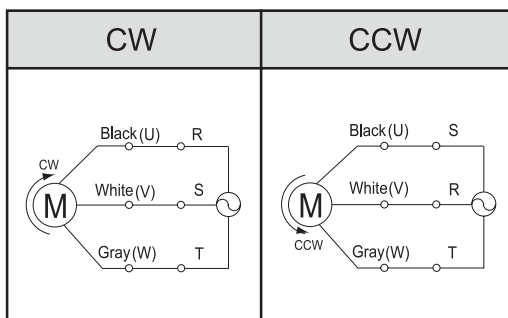 CW
CCW
Black(U) R
CW
White(V) S
M
Gray(W) T
Black(U) S
White(V) R
M
CCW
Gray(W) T